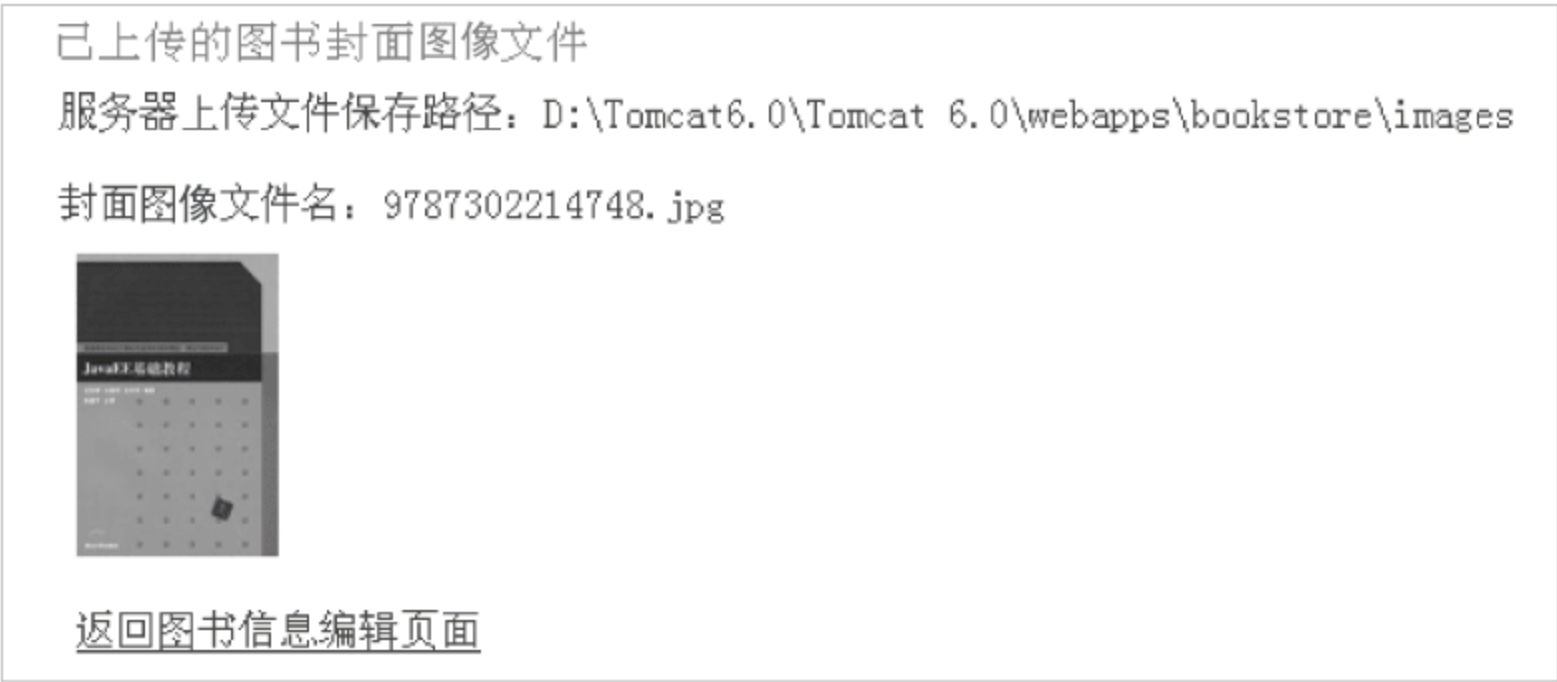 已上传的图书封面图像文件
服务器上传文件保存路径：D:\Tomcat6.0\Tomcat 6.0\webapps\bookstore\images
封面图像文件名：9787302214748.jpg
JavaEE基础教程
返回图书信息编辑页面